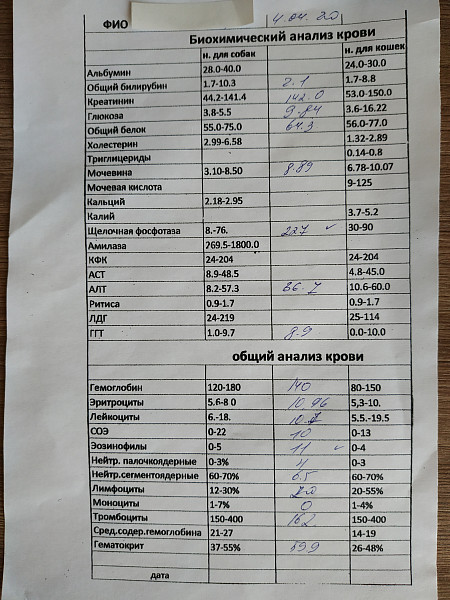 ФИО 4.04.20
Биохимический анализ крови
н. для собак н. для кошек
Альбумин 28.0-40.0 24.0-30.0
Общий билирубин 1.7-10.3 8.1 1.7-8.8
Креатинин 44.2-141.4 142.0 53.0-150.0
Глюкоза 3.8-5.5 9.84 3.6-16.22
Общий белок 55.0-75.0 64.3 56.0-77.0
Холестерин 2.99-6.58 1.32-2.89
Триглицериды 0.14-0.8
Мочевина 3.10-8.50 8.89 6.78-10.07
Мочевая кислота 9-125
Кальций 2.18-2.95
Калий 3.7-5.2
Щелочная фосфотаза 8.-76. 227 ✓ 30-90
Амилаза 269.5-1800.0
КФК 24-204 24-204
АСТ 8.9-48.5 4.8-45.0
АЛТ 8.2-57.3 86.7 10.6-60.0
Ритиса 0.9-1.7 0.9-1.7
ЛДГ 24-219 25-114
ГГТ 1.0-9.7 8.9 0.0-10.0
общий анализ крови
Гемоглобин 120-180 140 80-150
Эритроциты 5.6-8 0 10.96 5,3-10.
Лейкоциты 6.-18. 5.5.-19.5
СОЭ 0-22 10 0-13
Эозинофилы 0-5 11 ✓ 0-4
Нейтр. палочкоядерные 0-3% 4 0-3
Нейтр.сегментоядерные 60-70% 65 60-70%
Лимфоциты 12-30% 20 20-55%
Моноциты 1-7% 0 1-4%
Тромбоциты 150-400 162 150-400
Сред.содер.гемоглобина 21-27 14-19
Гематокрит 37-55% 59.9 26-48%
дата